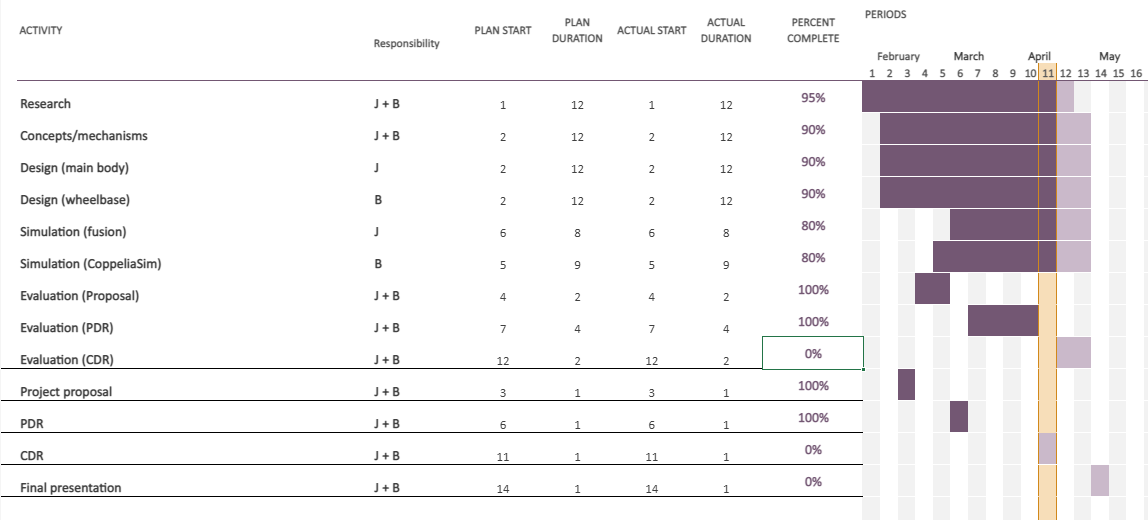 ACTIVITY Responsibility PLAN START PLAN DURATION ACTUAL START ACTUAL DURATION PERCENT COMPLETE PERIODS
February March April May
1 2 3 4 5 6 7 8 9 10 11 12 13 14 15 16
Research J + B 1 12 1 12 95%
Concepts/mechanisms J + B 2 12 2 12 90%
Design (main body) J 2 12 2 12 90%
Design (wheelbase) B 2 12 2 12 90%
Simulation (fusion) J 6 8 6 8 80%
Simulation (CoppeliaSim) B 5 9 5 9 80%
Evaluation (Proposal) J + B 4 2 4 2 100%
Evaluation (PDR) J + B 7 4 7 4 100%
Evaluation (CDR) J + B 12 2 12 2 0%
Project proposal J + B 3 1 3 1 100%
PDR J + B 6 1 6 1 100%
CDR J + B 11 1 11 1 0%
Final presentation J + B 14 1 14 1 0%